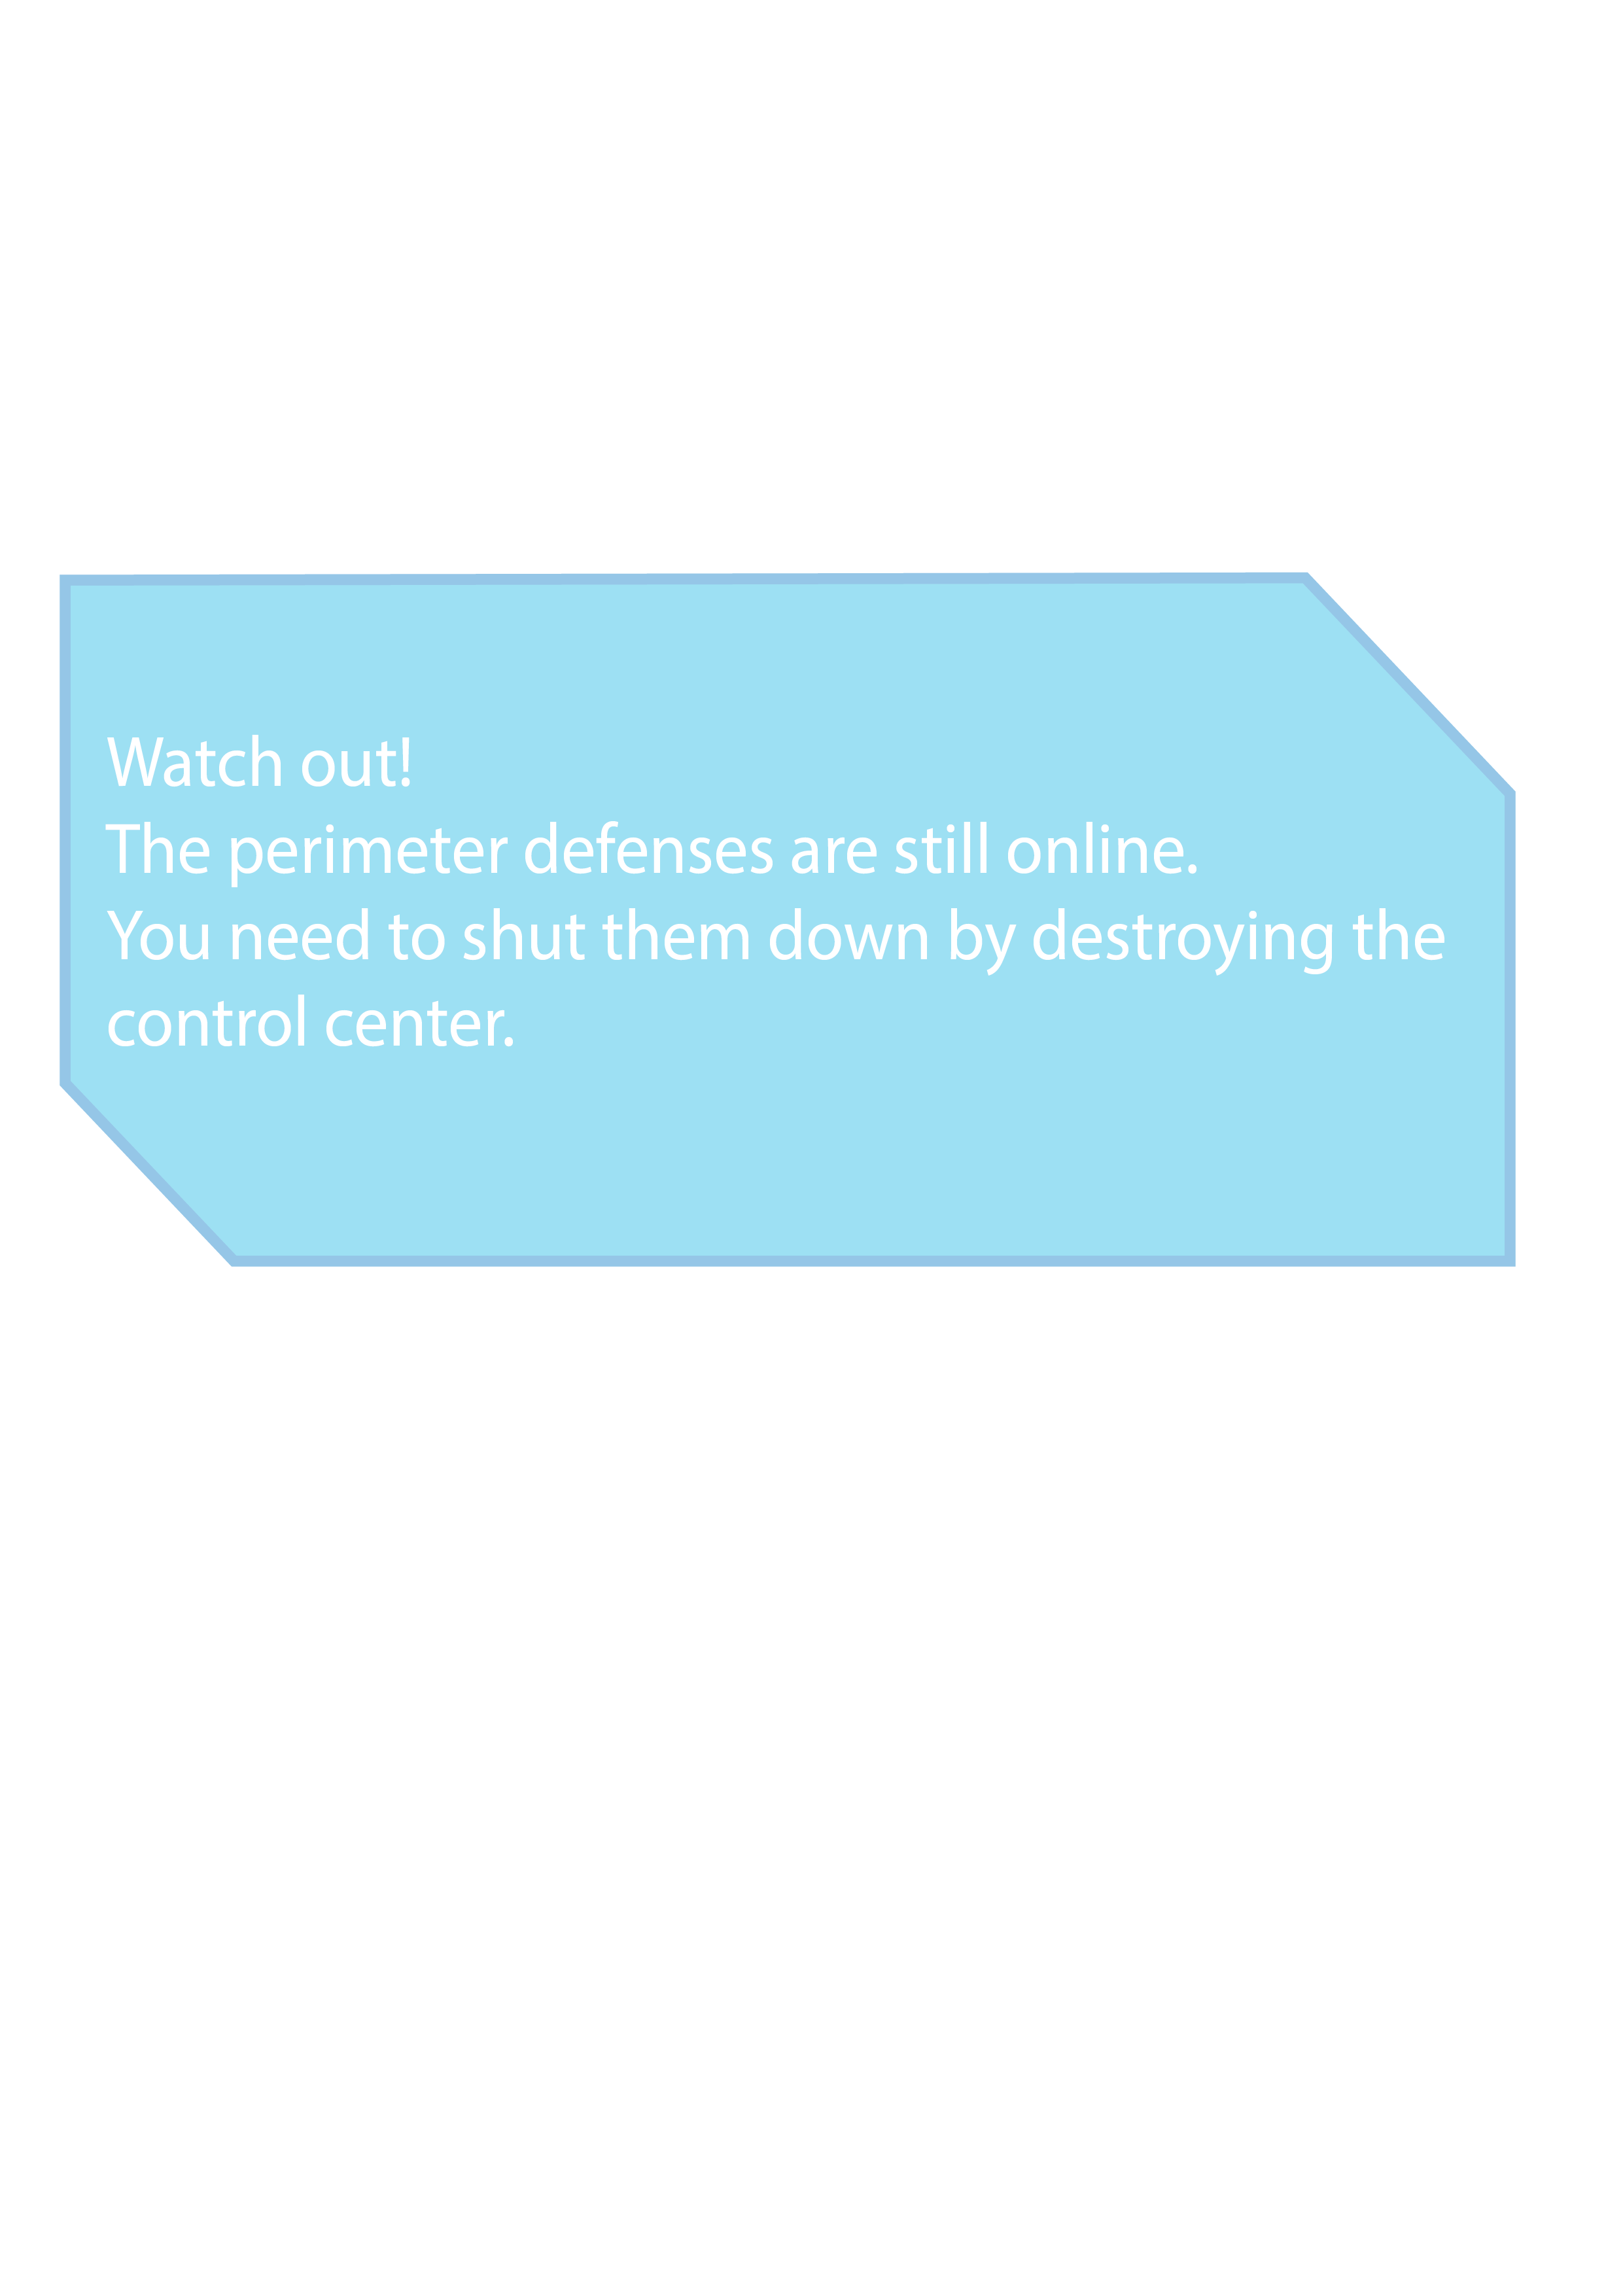 Watch out!
The perimeter defenses are still online.
You need to shut them down by destroying the
control center.